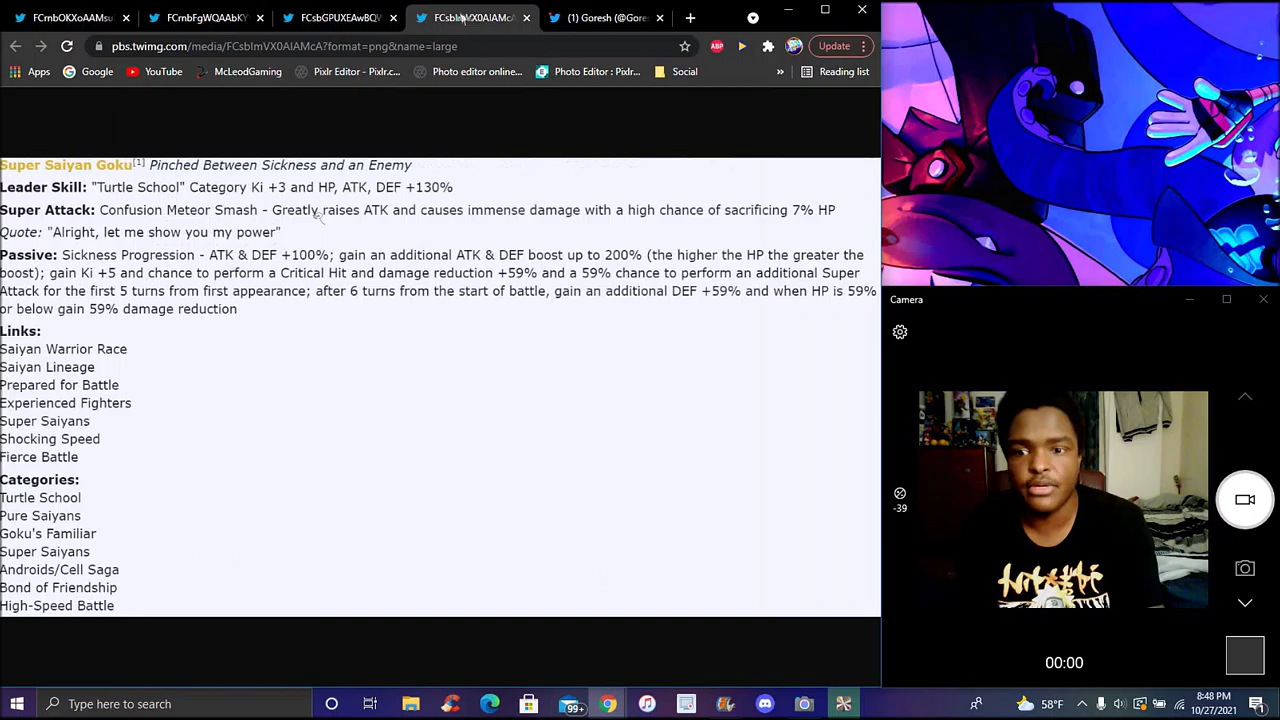 FCmbOKXoAAMsu
FCmbFgWQAAbKY
FCsbGPUXEAwBQV
(1) Goresh (@Gores
pbs.twimg.com/media/FCsblmVX0AlAMcA?format=png&name=large
Update
Apps
Google
YouTube
McLeodGaming
Pixlr Editor - Pixlr.c...
Photo editor online...
Photo Editor : Pixlr...
Social
»
Reading list
Super Saiyan Goku[1] Pinched Between Sickness and an Enemy
Leader Skill: "Turtle School" Category Ki +3 and HP, ATK, DEF +130%
Super Attack: Confusion Meteor Smash - Greatly raises ATK and causes immense damage with a high chance of sacrificing 7% HP
Quote: "Alright, let me show you my power"
Passive: Sickness Progression - ATK & DEF +100%; gain an additional ATK & DEF boost up to 200% (the higher the HP the greater the
boost); gain Ki +5 and chance to perform a Critical Hit and damage reduction +59% and a 59% chance to perform an additional Super
Attack for the first 5 turns from first appearance; after 6 turns from the start of battle, gain an additional DEF +59% and when HP is 59%
or below gain 59% damage reduction
Links:
Saiyan Warrior Race
Saiyan Lineage
Prepared for Battle
Experienced Fighters
Super Saiyans
Shocking Speed
Fierce Battle
Categories:
Turtle School
Pure Saiyans
Goku's Familiar
Super Saiyans
Androids/Cell Saga
Bond of Friendship
High-Speed Battle
Camera
-39
00:00
Type here to search
99+
58°F
8:48 PM
10/27/2021